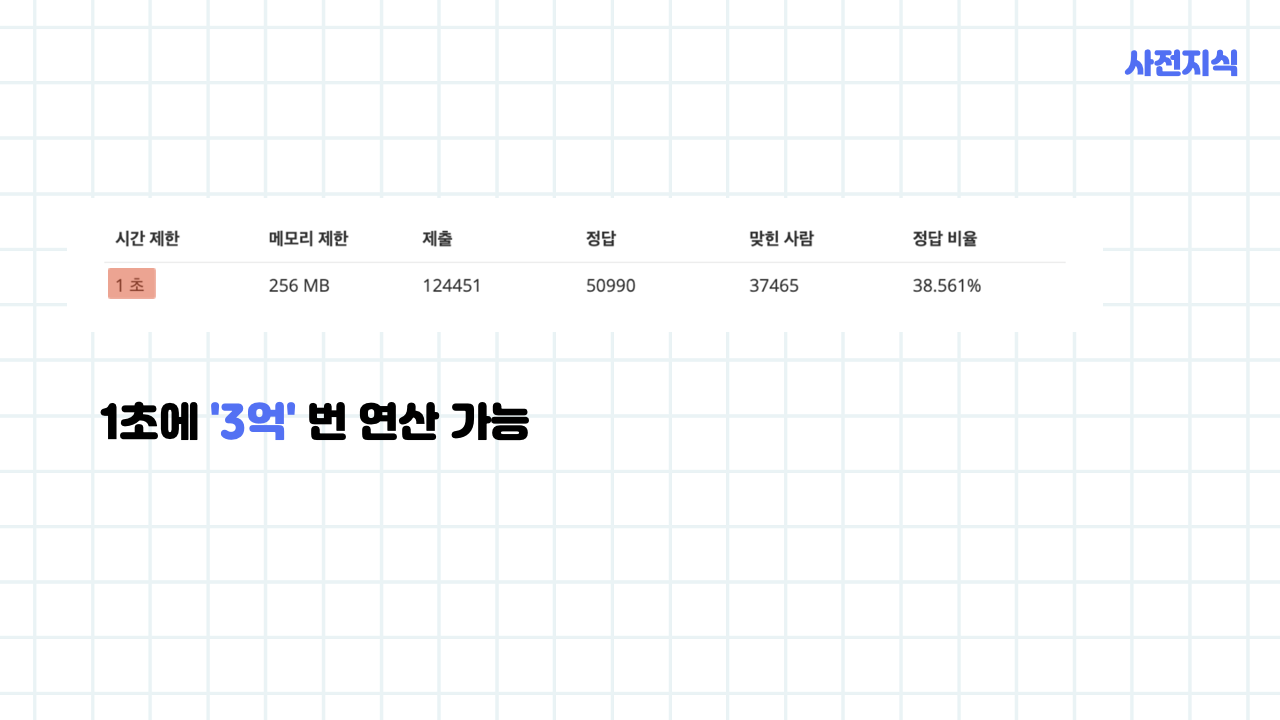 사전지식
시간 제한 메모리 제한 제출 정답 맞힌 사람 정답 비율
1 초 256 MB 124451 50990 37465 38.561%
1초에 '3억' 번 연산 가능